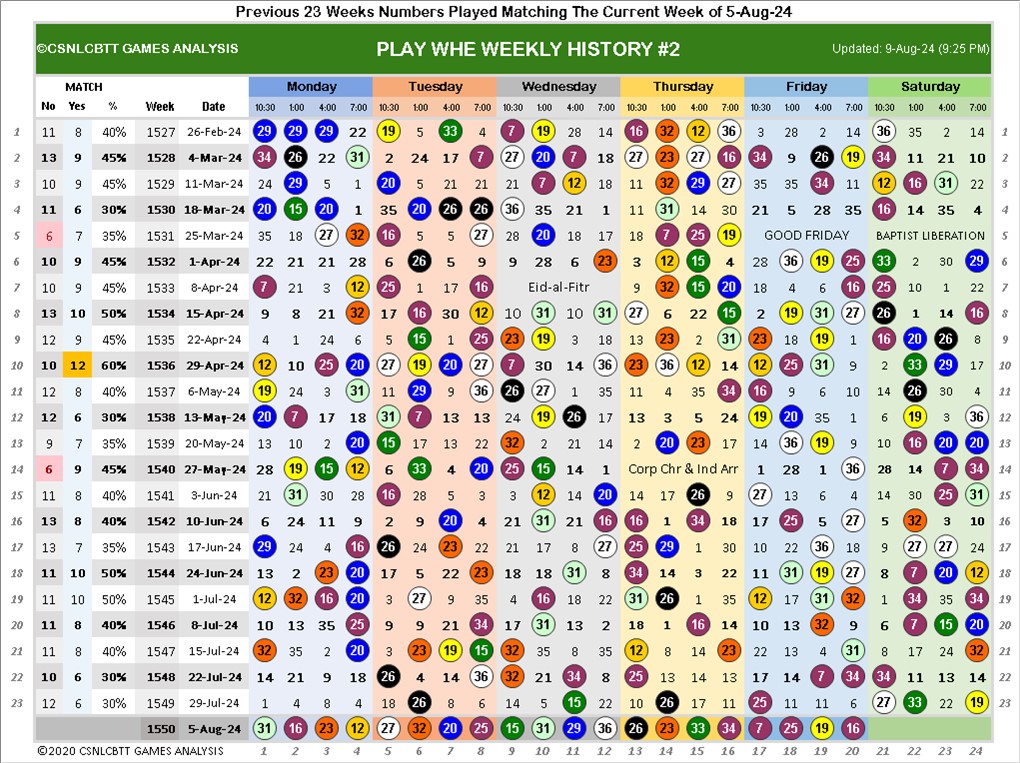 Previous 23 Weeks Numbers Played Matching The Current Week of 5-Aug-24
©CSNLCBTT GAMES ANALYSIS PLAY WHE WEEKLY HISTORY #2 Updated: 9-Aug-24 (9:25 PM)
MATCH Monday Tuesday Wednesday Thursday Friday Saturday
No Yes % Week Date 10:30 1:00 4:00 7:00 10:30 1:00 4:00 7:00 10:30 1:00 4:00 7:00 10:30 1:00 4:00 7:00 10:30 1:00 4:00 7:00 10:30 1:00 4:00 7:00
1 11 8 40% 1527 26-Feb-24 29 29 29 22 19 5 33 4 7 19 28 14 16 32 12 36 3 28 2 14 36 35 2 14 1
2 13 9 45% 1528 4-Mar-24 34 26 22 31 2 24 17 7 27 20 7 18 27 23 27 16 34 9 26 19 34 11 21 10 2
3 10 9 45% 1529 11-Mar-24 24 29 5 1 20 5 21 21 21 7 12 18 11 32 29 27 35 35 34 11 12 16 31 22 3
4 11 6 30% 1530 18-Mar-24 20 15 20 1 35 20 26 26 36 35 21 1 11 31 14 30 21 5 28 35 16 14 35 4 4
5 6 7 35% 1531 25-Mar-24 35 18 27 32 16 5 5 27 28 20 18 17 18 7 25 19 GOOD FRIDAY BAPTIST LIBERATION 5
6 10 9 45% 1532 1-Apr-24 22 21 21 28 6 26 5 9 9 28 6 23 3 12 15 4 28 36 19 25 33 2 30 29 6
7 10 9 45% 1533 8-Apr-24 7 21 3 12 25 1 17 16 Eid-al-Fitr 9 32 15 20 18 4 6 16 25 10 1 22 7
8 13 10 50% 1534 15-Apr-24 9 8 21 32 17 16 30 12 10 31 10 31 27 6 22 15 2 19 31 27 26 1 14 16 8
9 12 9 45% 1535 22-Apr-24 4 1 24 6 5 15 1 25 23 19 3 18 13 23 2 31 23 18 19 1 16 20 26 8 9
10 10 12 60% 1536 29-Apr-24 12 10 25 20 27 19 20 27 7 30 14 36 23 36 12 14 12 25 31 9 2 33 29 17 10
11 12 8 40% 1537 6-May-24 19 24 3 31 11 29 9 36 26 27 1 35 11 4 35 34 16 9 6 10 11 26 30 4 11
12 12 6 30% 1538 13-May-24 20 7 17 18 31 7 13 13 24 19 26 17 13 3 5 24 19 20 35 1 6 19 3 36 12
13 9 7 35% 1539 20-May-24 13 10 2 20 15 17 13 22 32 2 21 14 2 20 23 17 14 36 19 9 10 16 20 20 13
14 6 9 45% 1540 27-May-24 28 19 15 12 6 33 4 20 25 15 14 1 Corp Chr & Ind Arr 1 28 1 36 28 14 7 34 14
15 11 8 40% 1541 3-Jun-24 21 31 30 28 16 28 5 3 3 12 14 20 14 17 26 9 27 13 6 4 14 30 25 31 15
16 13 8 40% 1542 10-Jun-24 6 24 11 9 2 9 20 4 21 31 21 16 16 1 34 18 17 25 5 27 5 32 3 10 16
17 13 7 35% 1543 17-Jun-24 29 24 4 16 26 24 23 22 21 17 8 27 25 29 1 30 10 22 36 18 9 27 27 24 17
18 11 10 50% 1544 24-Jun-24 13 2 23 20 17 5 22 23 18 18 31 8 34 14 3 22 11 31 19 27 8 7 20 12 18
19 11 10 50% 1545 1-Jul-24 12 32 16 20 3 27 9 35 4 16 18 22 31 26 1 35 12 17 31 32 1 34 35 34 19
20 11 8 40% 1546 8-Jul-24 10 13 35 25 9 9 21 34 17 31 13 2 18 1 16 14 10 13 32 9 6 7 15 20 20
21 11 8 40% 1547 15-Jul-24 32 35 2 20 3 23 19 15 32 35 8 35 12 8 14 23 22 13 4 31 8 17 24 32 21
22 10 6 30% 1548 22-Jul-24 14 21 9 18 26 4 14 36 32 21 34 8 25 13 14 13 17 14 7 34 34 11 13 14 22
23 12 6 30% 1549 29-Jul-24 1 4 8 4 18 26 9 6 14 5 15 22 10 26 11 17 25 11 11 6 27 33 22 19 23
1550 5-Aug-24 31 16 23 12 27 32 20 25 15 31 29 36 26 23 33 34 7 25 19 16
©2020 CSNLCBTT GAMES ANALYSIS 1 2 3 4 5 6 7 8 9 10 11 12 13 14 15 16 17 18 19 20 21 22 23 24